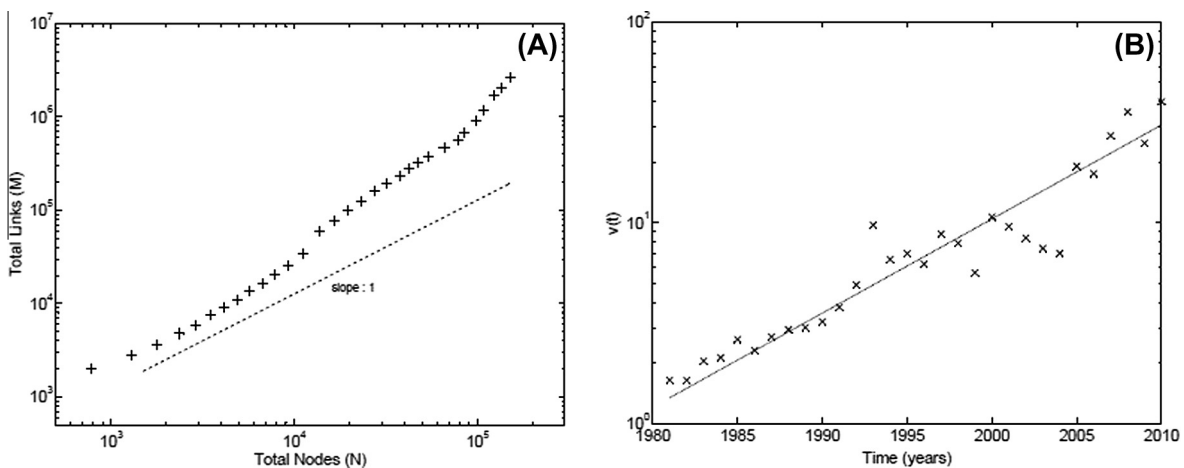 (A)
10^7
10^6
10^5
10^4
10^3
Total Links (M)
slope : 1
10^3
10^4
10^5
Total Nodes (N)
(B)
10^2
10^1
10^0
v(t)
1980
1985
1990
1995
2000
2005
2010
Time (years)